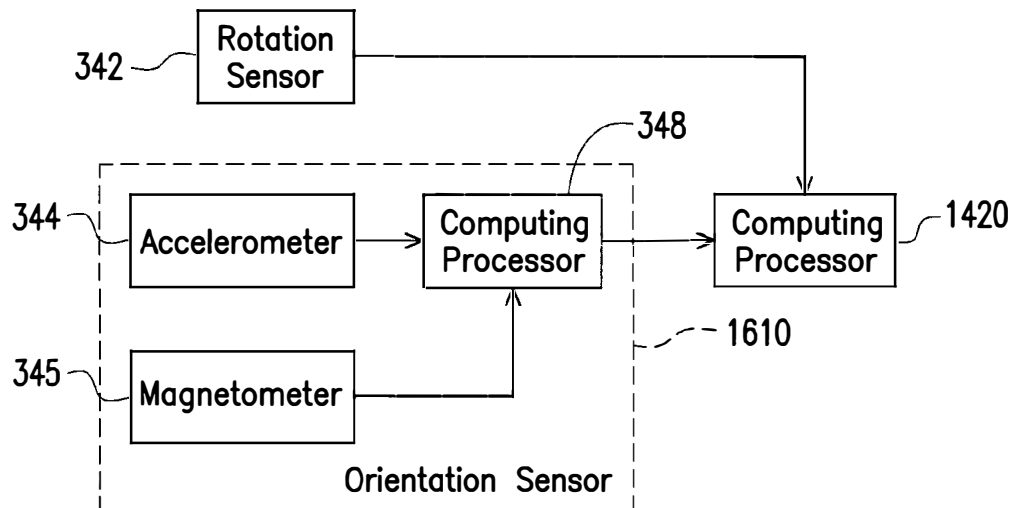 Rotation
Sensor
342
348
344
Accelerometer
Computing
Processor
Computing
Processor
1420
1610
345
Magnetometer
Orientation Sensor